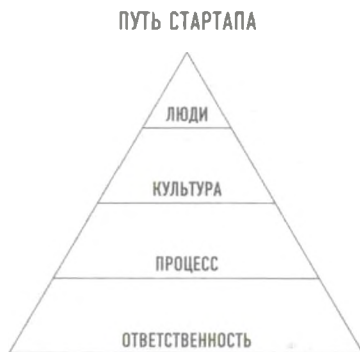 ПУТЬ СТАРТАПА
ЛЮДИ
КУЛЬТУРА
ПРОЦЕСС
ОТВЕТСТВЕННОСТЬ